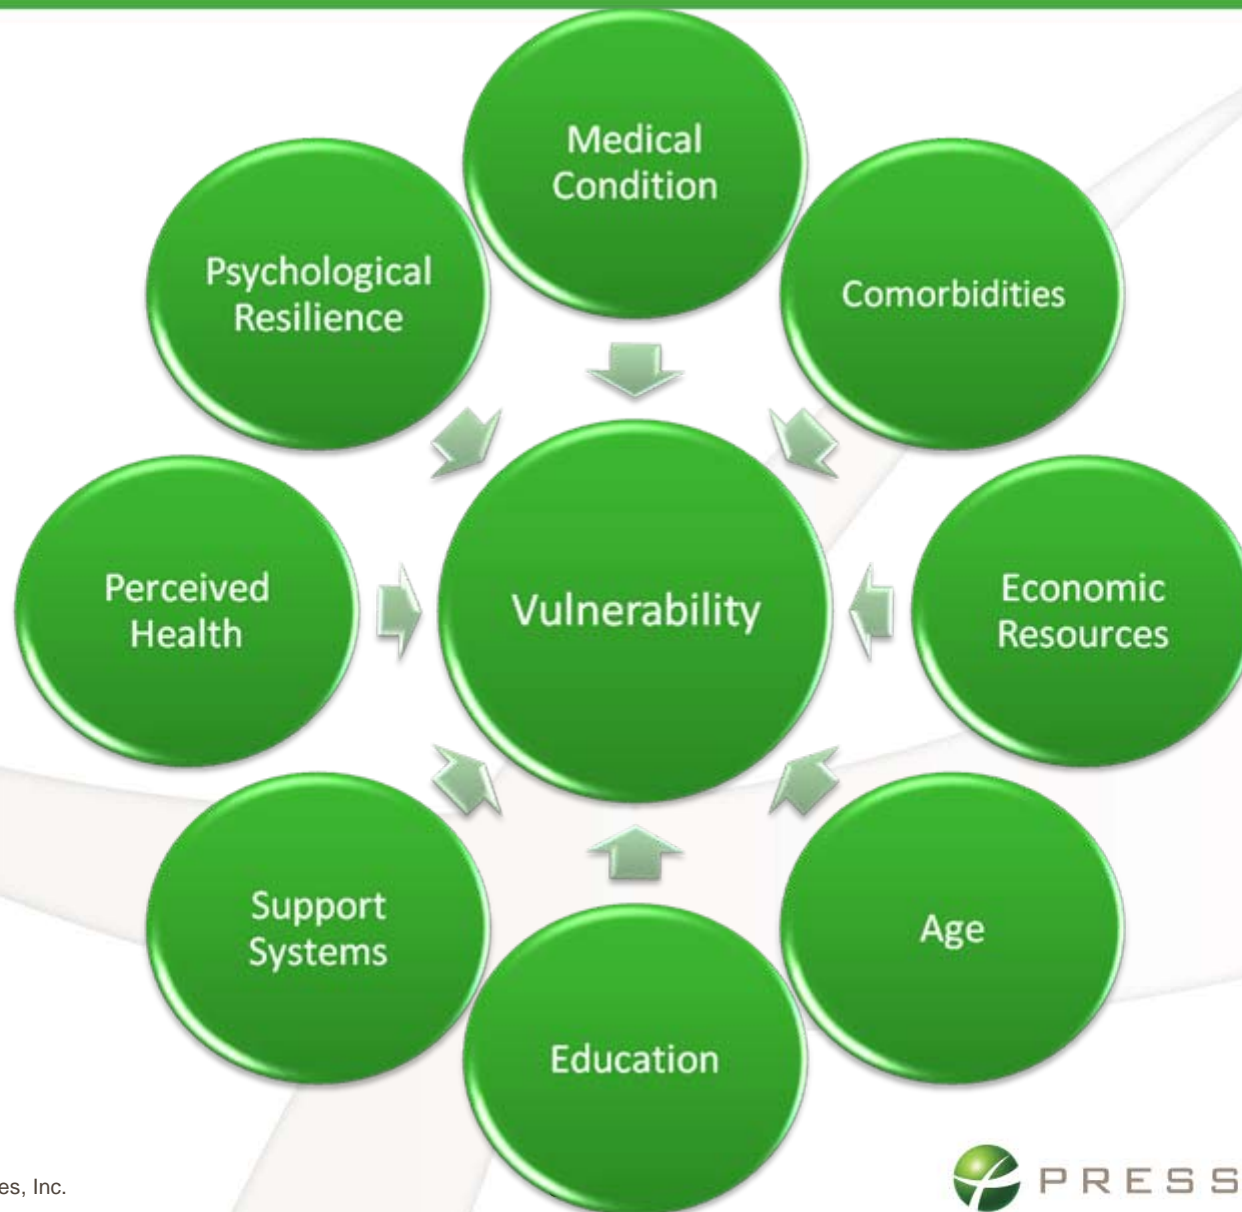 Medical
Condition
Comorbidities
Economic
Resources
Age
Education
Support
Systems
Perceived
Health
Psychological
Resilience
Vulnerability
es, Inc.
PRESS